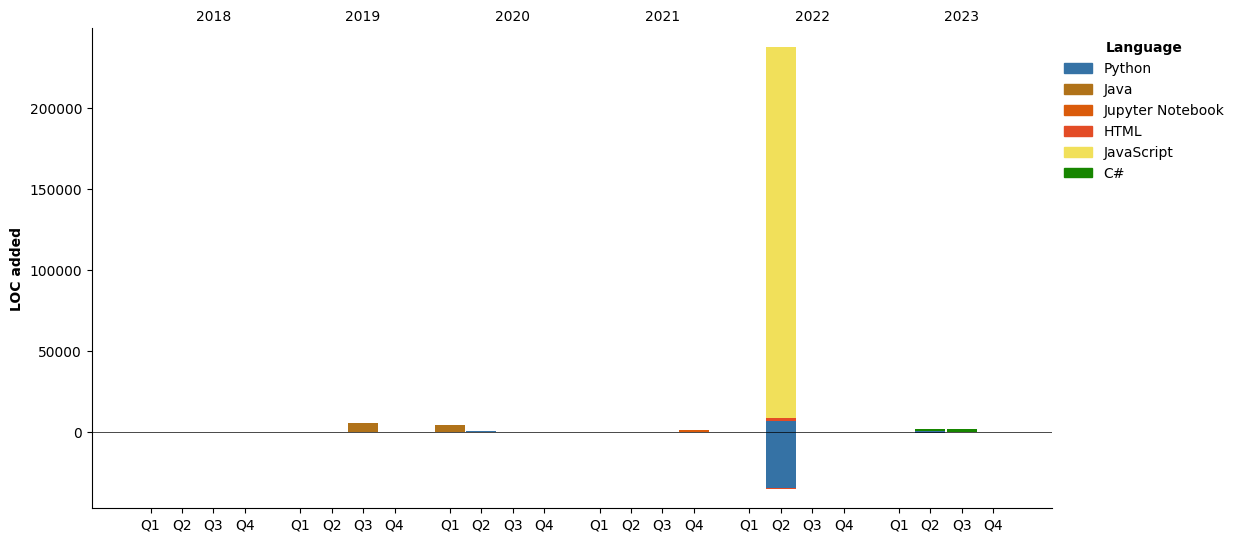 2018 2019 2020 2021 2022 2023
Language
Python
Java
Jupyter Notebook
HTML
JavaScript
C#
LOC added
200000
150000
100000
50000
0
Q1 Q2 Q3 Q4 Q1 Q2 Q3 Q4 Q1 Q2 Q3 Q4 Q1 Q2 Q3 Q4 Q1 Q2 Q3 Q4 Q1 Q2 Q3 Q4